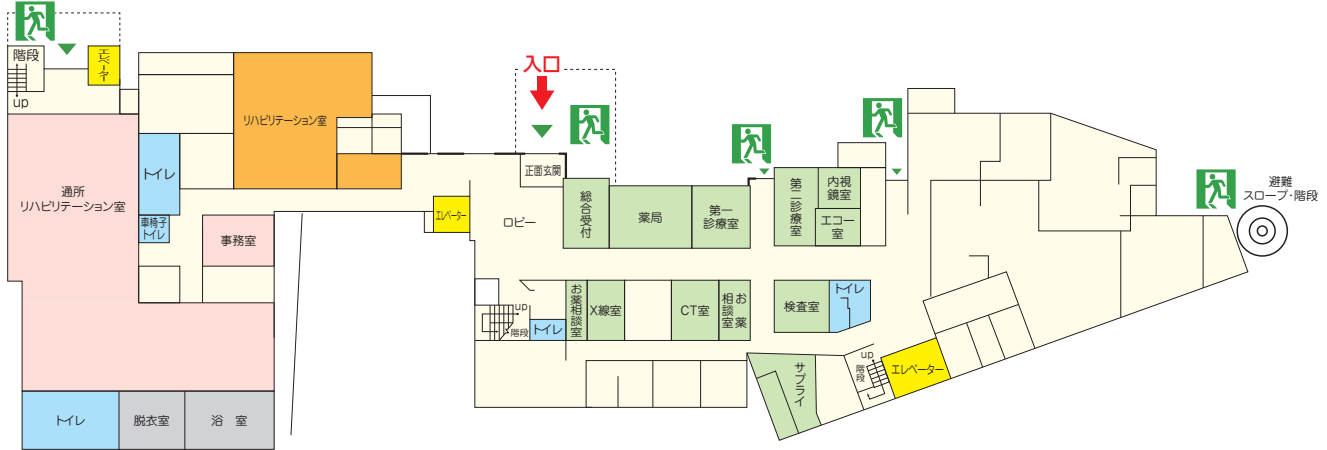 階段
up
エレベーター
入口
リハビリテーション室
トイレ
車椅子
トイレ
通所
リハビリテーション室
事務室
トイレ
脱衣室
浴 室
正面玄関
エレベーター
ロビー
総合受付
薬局
第一
診療室
第二診療室
内視
鏡室
エコー
室
避難
スロープ・階段
up
階段
トイレ
お薬相談室
X線室
CT室
お薬
相談室
検査室
トイレ
サプライ
up
階段
エレベーター